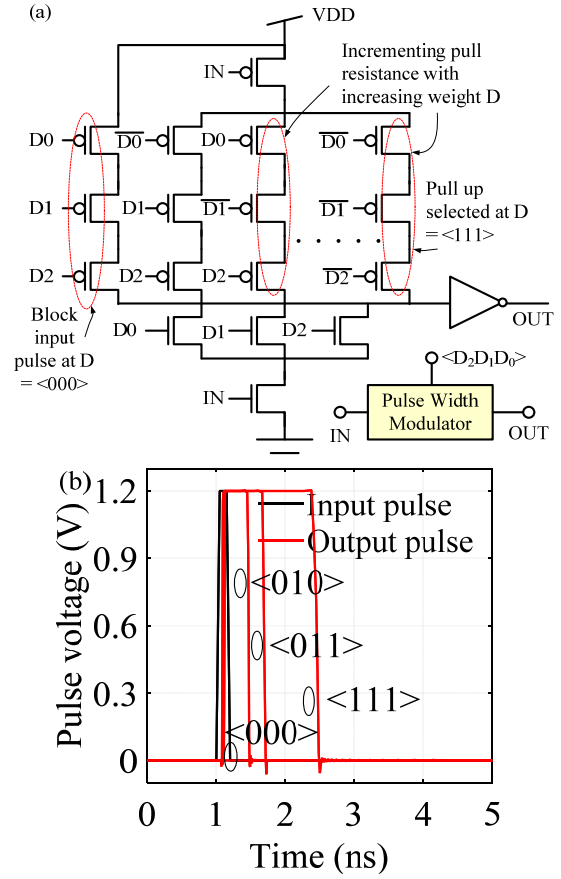 (a)
VDD
IN
Incrementing pull
resistance with
increasing weight D
D0
D̅0̅
D0
D̅0̅
D1
D1
D̅1̅
D̅1̅
Pull up
selected at D
= <111>
. . . . .
D2
D2
D2
D̅2̅
Block
input
pulse at D
= <000>
D0
D1
D2
OUT
IN
<D₂D₁D₀>
Pulse Width
Modulator
IN
OUT
(b)
Pulse voltage (V)
1.2
0.9
0.6
0.3
0
Input pulse
Output pulse
<010>
<011>
<111>
<000>
0
1
2
3
4
5
Time (ns)